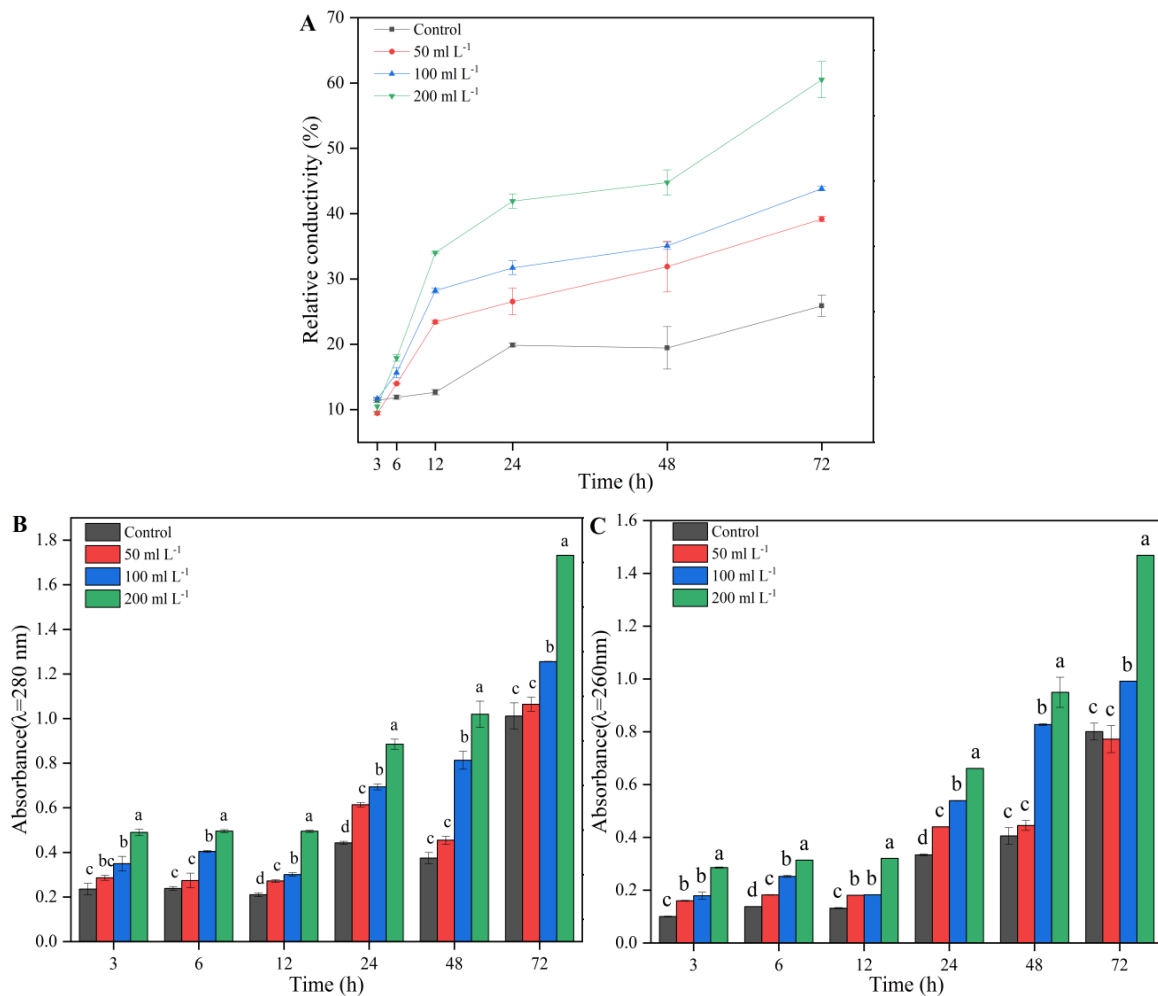 A
Control
50 ml L⁻¹
100 ml L⁻¹
200 ml L⁻¹
70
60
50
40
30
20
10
Relative conductivity (%)
3 6 12 24 48 72
Time (h)
B
Control
50 ml L⁻¹
100 ml L⁻¹
200 ml L⁻¹
1.8
1.6
1.4
1.2
1.0
0.8
0.6
0.4
0.2
0.0
Absorbance(λ=280 nm)
c bc b a
c c b a
d c b a
d c b a
c c b a
c c b a
3 6 12 24 48 72
Time (h)
C
Control
50 ml L⁻¹
100 ml L⁻¹
200 ml L⁻¹
1.6
1.4
1.2
1.0
0.8
0.6
0.4
0.2
0.0
Absorbance(λ=260nm)
c b b a
d c b a
c b b a
d c b a
c c b a
c c b a
3 6 12 24 48 72
Time (h)